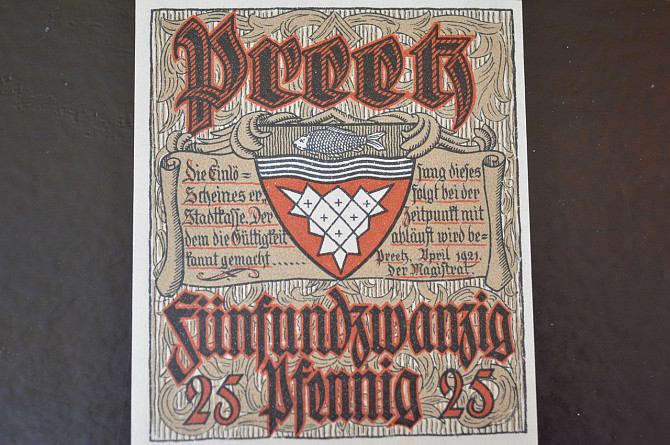 Preetz
Die Einlö= sung dieses
Scheines er= folgt bei der
Stadtkasse. Der Zeitpunkt mit
dem die Gültigkeit abläuft wird be=
kannt gemacht ...... Preetz, April 1921.
Der Magistrat.
Fünfundzwanzig
25 Pfennig 25